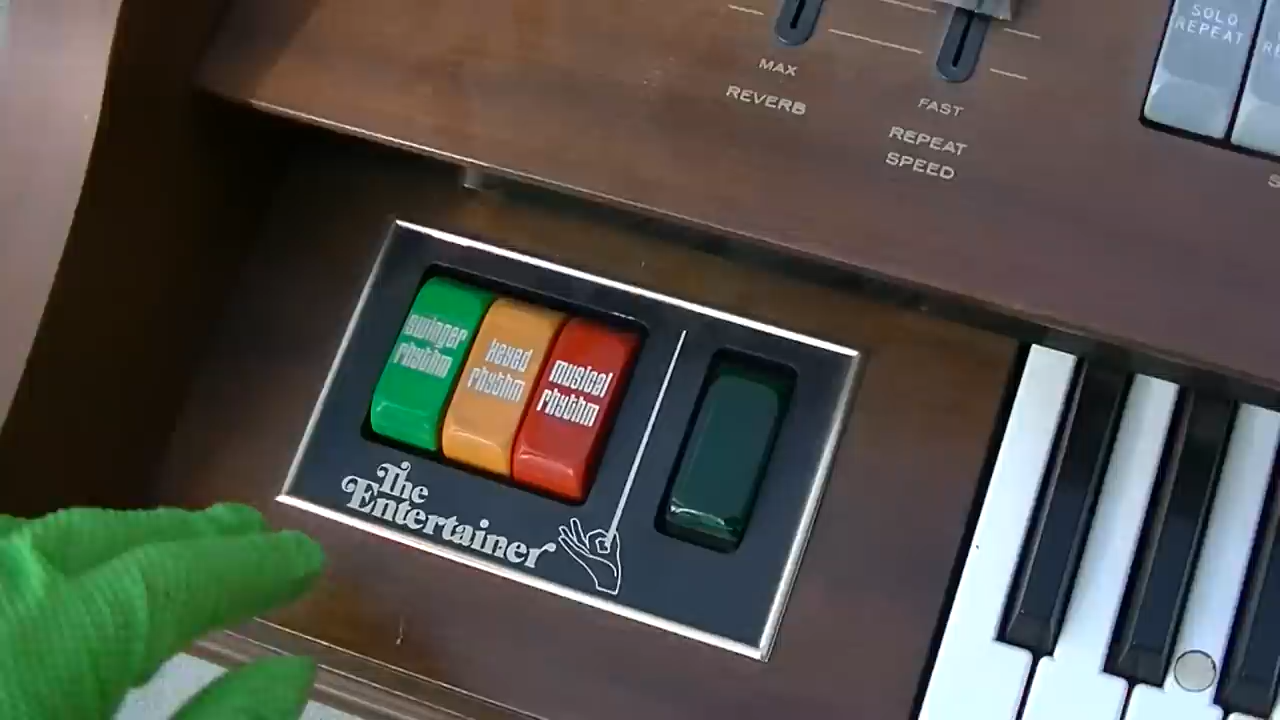 SOLO
REPEAT
MAX
REVERB
FAST
REPEAT
SPEED
swinger
rhythm
keyed
rhythm
musical
rhythm
The
Entertainer